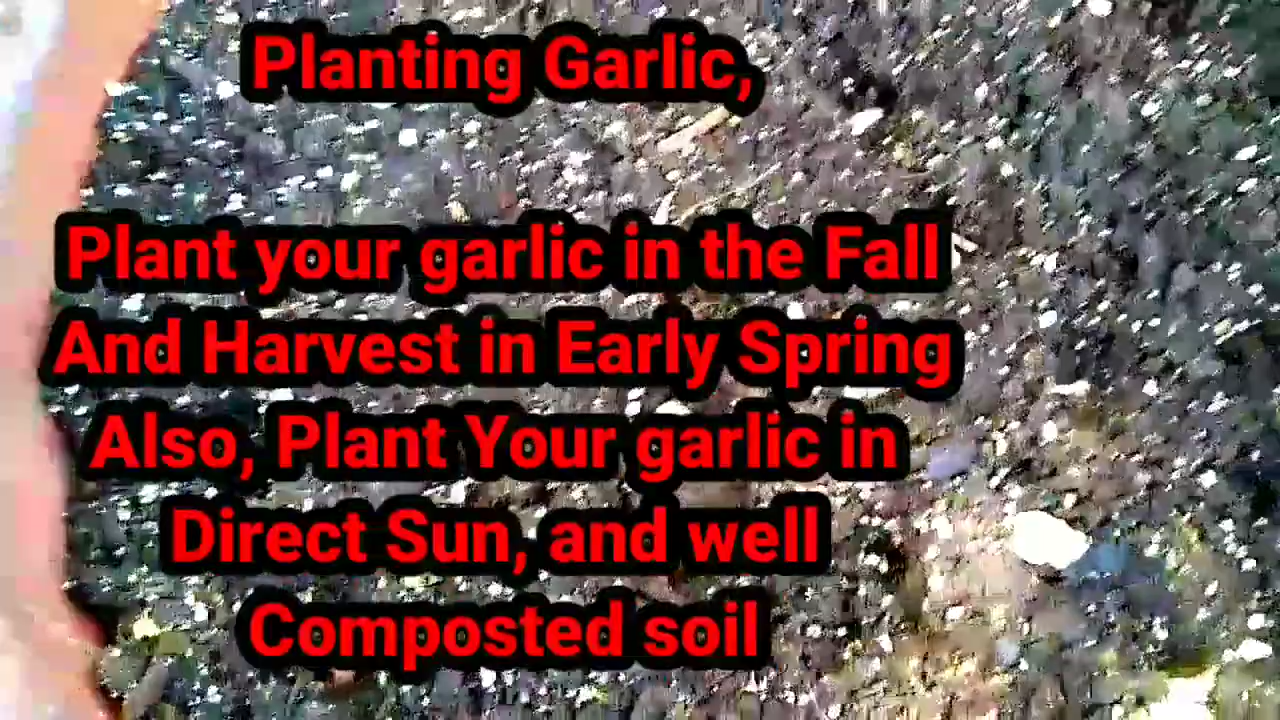 Planting Garlic,
Plant your garlic in the Fall
And Harvest in Early Spring
Also, Plant Your garlic in
Direct Sun, and well
Composted soil